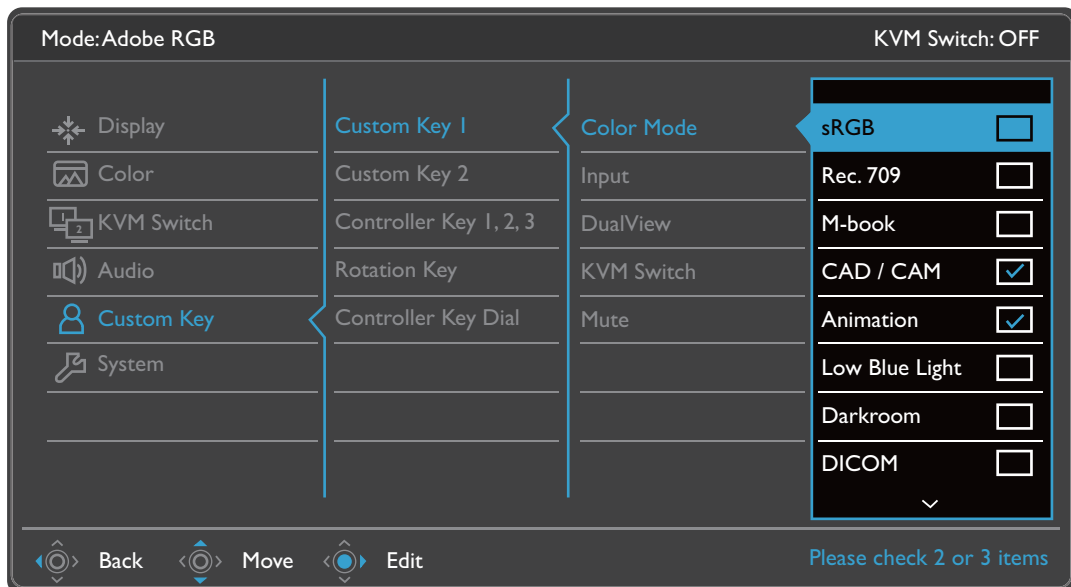 Mode: Adobe RGB
KVM Switch: OFF
Display
Color
1
2
KVM Switch
Audio
Custom Key
System
Custom Key 1
Custom Key 2
Controller Key 1, 2, 3
Rotation Key
Controller Key Dial
Color Mode
Input
DualView
KVM Switch
Mute
sRGB
Rec. 709
M-book
CAD / CAM
Animation
Low Blue Light
Darkroom
DICOM
Back
Move
Edit
Please check 2 or 3 items